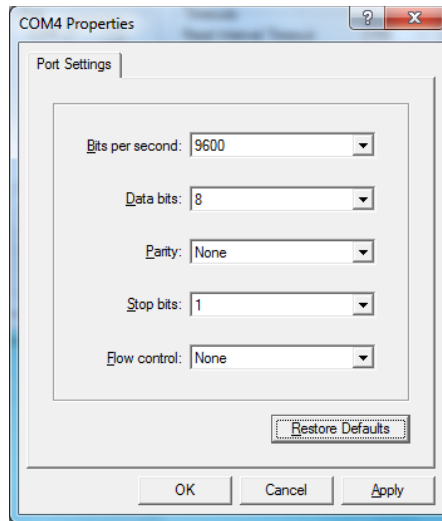 COM4 Properties
Port Settings
Bits per second: 9600
Data bits: 8
Parity: None
Stop bits: 1
Flow control: None
Restore Defaults
OK Cancel Apply